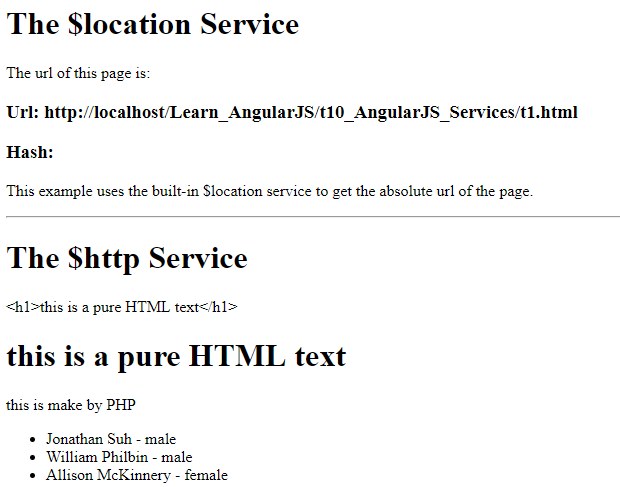 The $location Service
The url of this page is:
Url: http://localhost/Learn_AngularJS/t10_AngularJS_Services/t1.html
Hash:
This example uses the built-in $location service to get the absolute url of the page.
The $http Service
<h1>this is a pure HTML text</h1>
this is a pure HTML text
this is make by PHP
• Jonathan Suh - male
• William Philbin - male
• Allison McKinnery - female